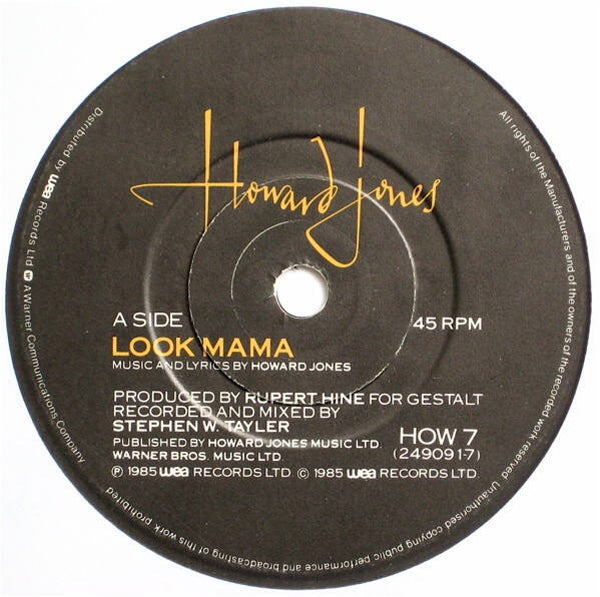 Howard Jones
A SIDE
45 RPM
LOOK MAMA
MUSIC AND LYRICS BY HOWARD JONES
PRODUCED BY RUPERT HINE FOR GESTALT
RECORDED AND MIXED BY
STEPHEN W. TAYLER
PUBLISHED BY HOWARD JONES MUSIC LTD.
WARNER BROS. MUSIC LTD.
HOW 7
(249091-7)
℗ 1985 wea RECORDS LTD. © 1985 wea RECORDS LTD.
All rights of the Manufacturers and of the owners of the recorded work reserved. Unauthorised copying public performance and broadcasting of this work prohibited
Distributed by wea Records Ltd. A Warner Communications Company